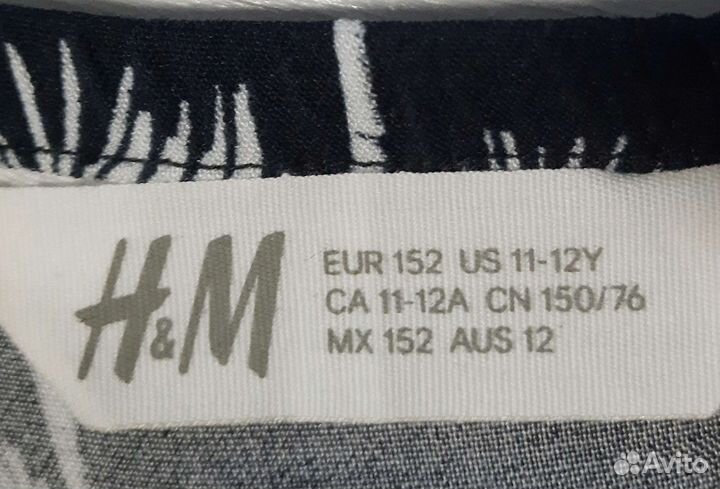 H&M
EUR 152 US 11-12Y
CA 11-12A CN 150/76
MX 152 AUS 12
Avito